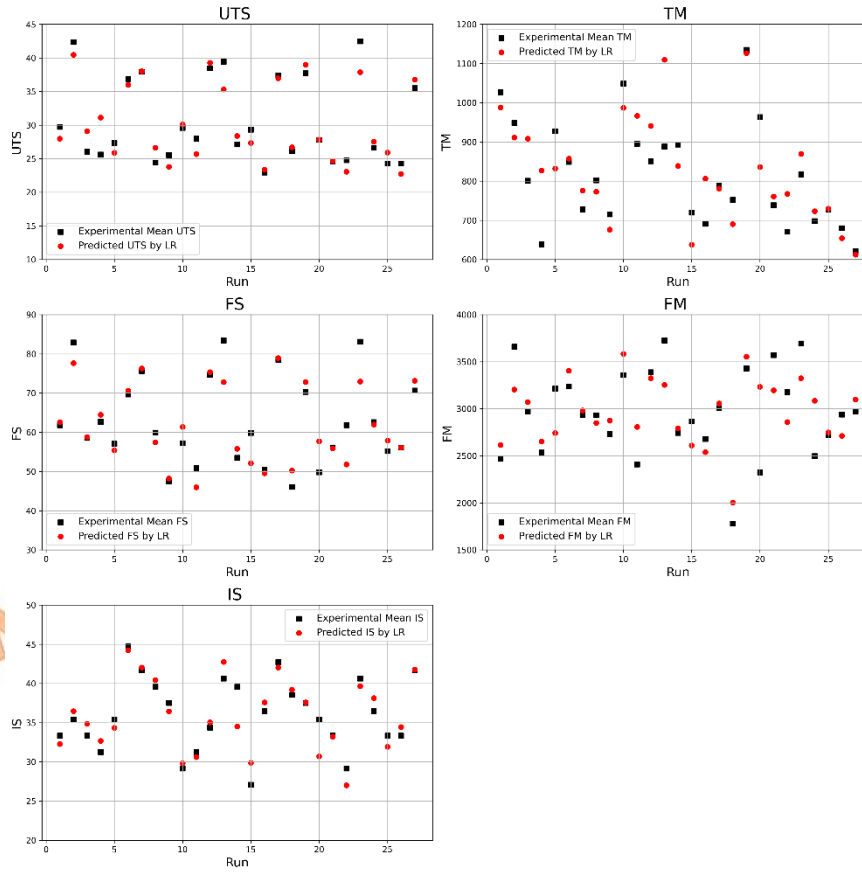 UTS
UTS
45
40
35
30
25
20
15
10
0 5 10 15 20 25
Run
Experimental Mean UTS
Predicted UTS by LR
TM
TM
1200
1100
1000
900
800
700
600
0 5 10 15 20 25
Run
Experimental Mean TM
Predicted TM by LR
FS
FS
90
80
70
60
50
40
30
0 5 10 15 20 25
Run
Experimental Mean FS
Predicted FS by LR
FM
FM
4000
3500
3000
2500
2000
1500
0 5 10 15 20 25
Run
Experimental Mean FM
Predicted FM by LR
IS
IS
50
45
40
35
30
25
20
0 5 10 15 20 25
Run
Experimental Mean IS
Predicted IS by LR